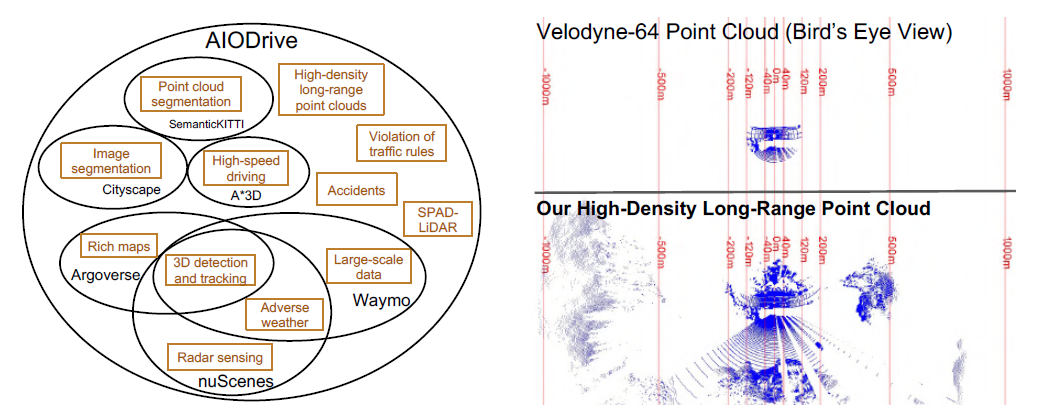 AIODrive
Point cloud
segmentation
SemanticKITTI
High-density
long-range
point clouds
Violation of
traffic rules
Image
segmentation
Cityscape
High-speed
driving
A*3D
Accidents
SPAD-
LiDAR
Rich maps
Argoverse
3D detection
and tracking
Large-scale
data
Waymo
Adverse
weather
Radar sensing
nuScenes
Velodyne-64 Point Cloud (Bird's Eye View)
-1000m
-500m
-200m
-120m
-40m
0m
40m
120m
200m
500m
1000m
Our High-Density Long-Range Point Cloud
-1000m
-500m
-200m
-120m
-40m
0m
40m
120m
200m
500m
1000m